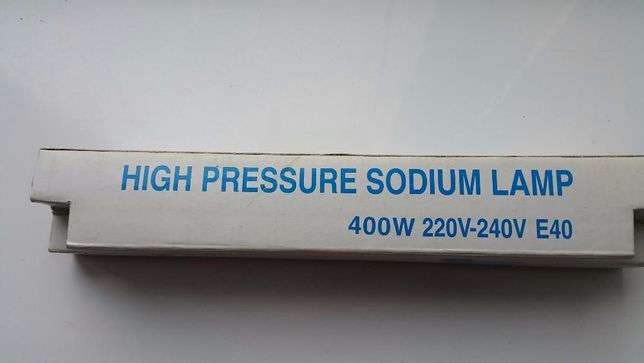 HIGH PRESSURE SODIUM LAMP
400W 220V-240V E40